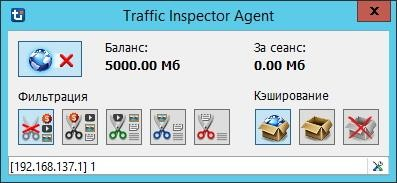 Traffic Inspector Agent
Баланс:
За сеанс:
5000.00 Мб
0.00 Мб
Фильтрация
Кэширование
[192.168.137.1] 1